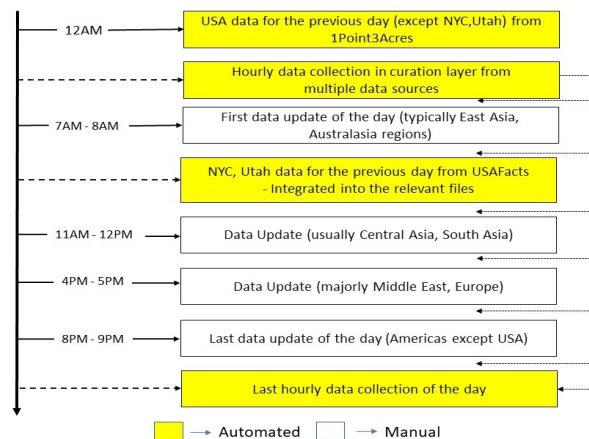 12AM
USA data for the previous day (except NYC,Utah) from
1Point3Acres
Hourly data collection in curation layer from
multiple data sources
7AM - 8AM
First data update of the day (typically East Asia,
Australasia regions)
NYC, Utah data for the previous day from USAFacts
- Integrated into the relevant files
11AM - 12PM
Data Update (usually Central Asia, South Asia)
4PM - 5PM
Data Update (majorly Middle East, Europe)
8PM - 9PM
Last data update of the day (Americas except USA)
Last hourly data collection of the day
Automated
Manual